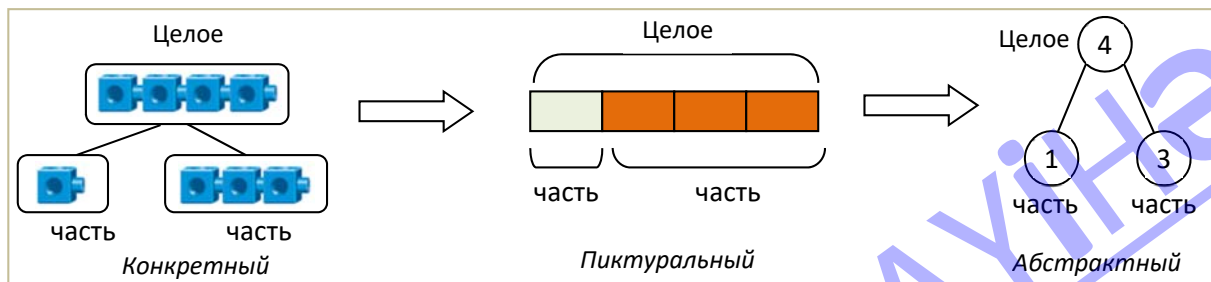 Целое
часть
часть
Конкретный
Целое
часть
часть
Пиктуральный
Целое
4
1
3
часть
часть
Абстрактный